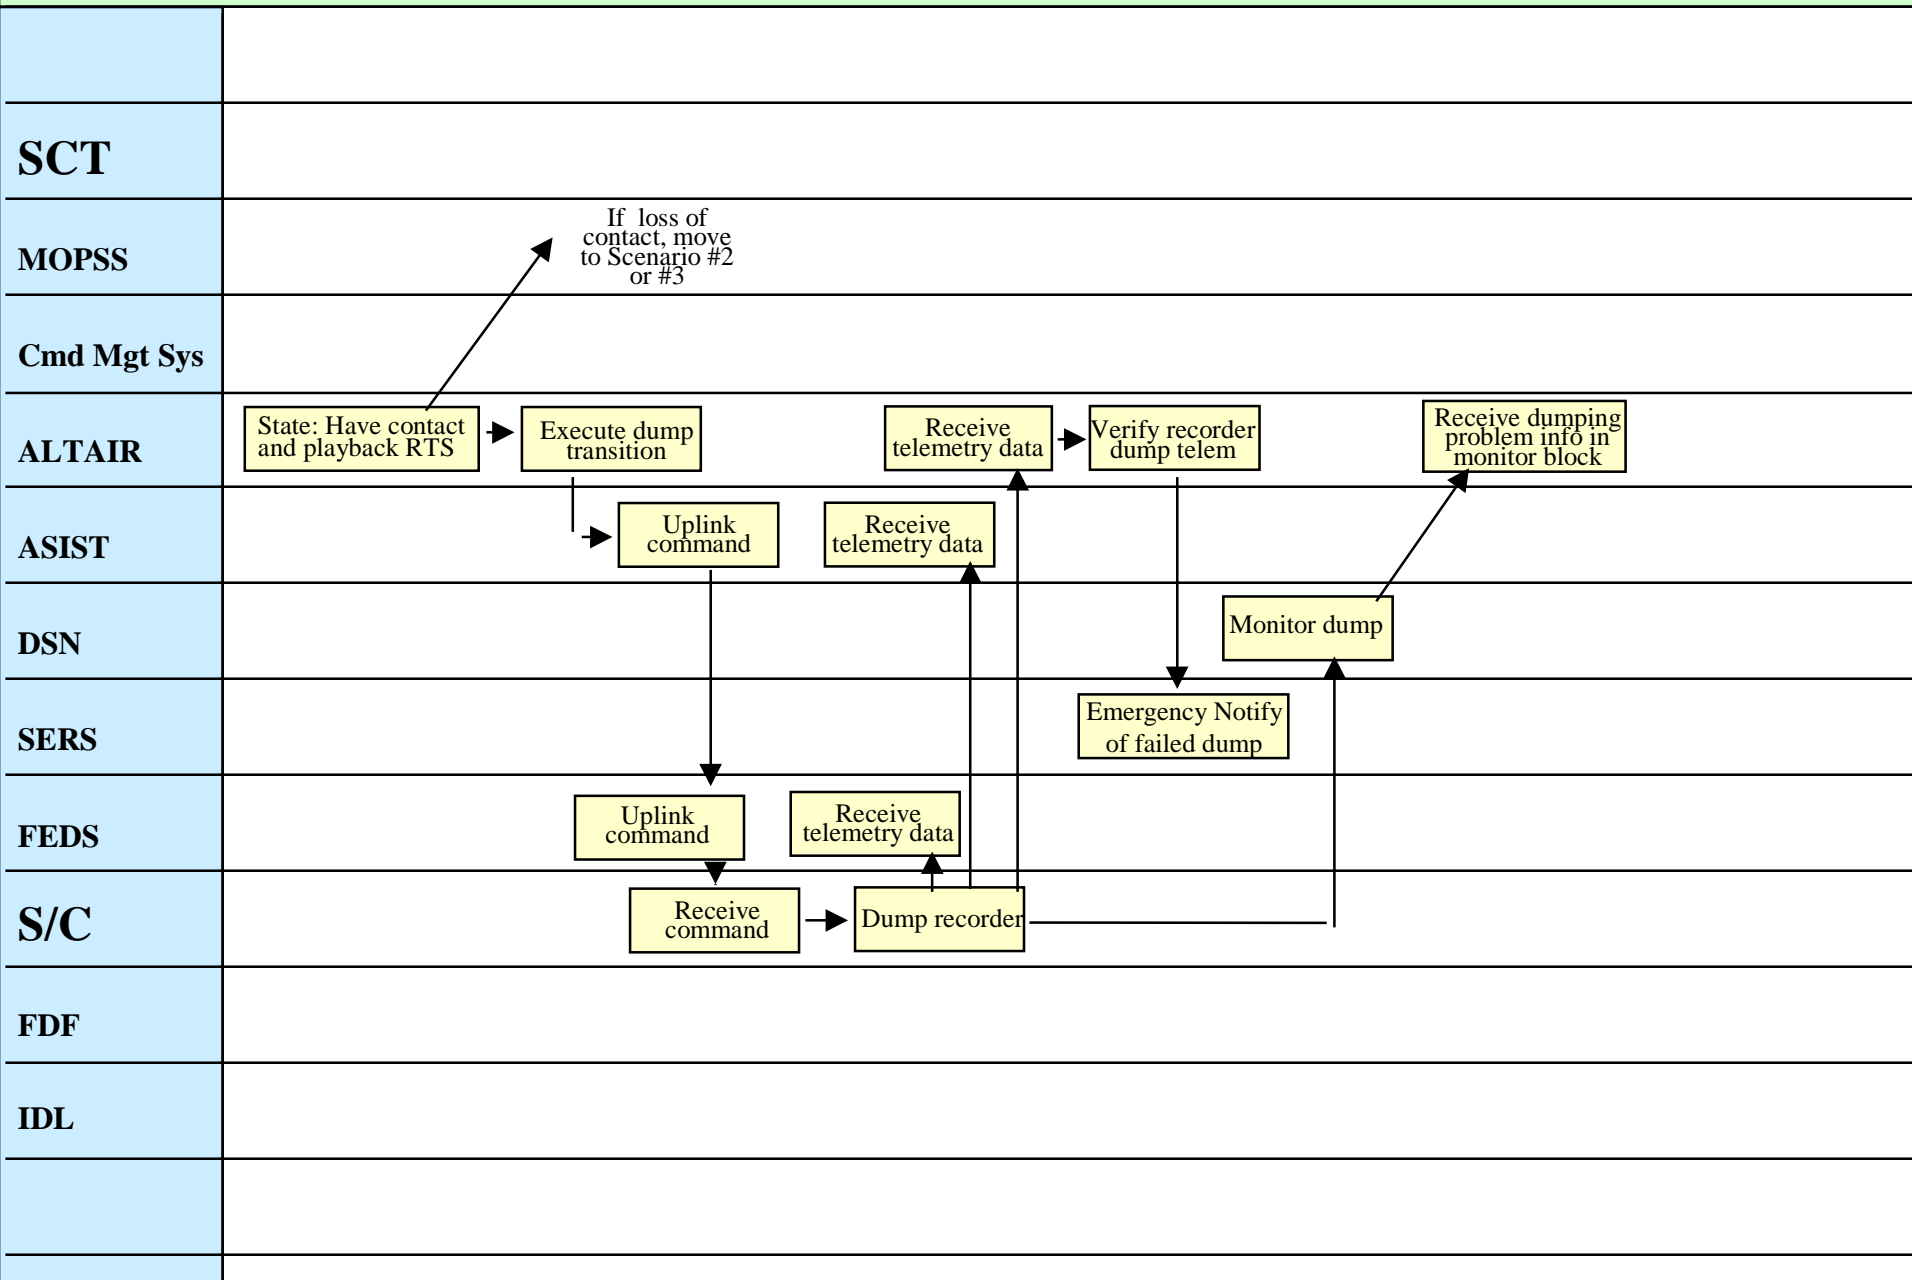 SCT
If loss of
contact, move
to Scenario #2
or #3
MOPSS
Cmd Mgt Sys
ALTAIR
State: Have contact
and playback RTS
Execute dump
transition
Receive
telemetry data
Verify recorder
dump telem
Receive dumping
problem info in
monitor block
ASIST
Uplink
command
Receive
telemetry data
DSN
Monitor dump
SERS
Emergency Notify
of failed dump
FEDS
Uplink
command
Receive
telemetry data
S/C
Receive
command
Dump recorder
FDF
IDL